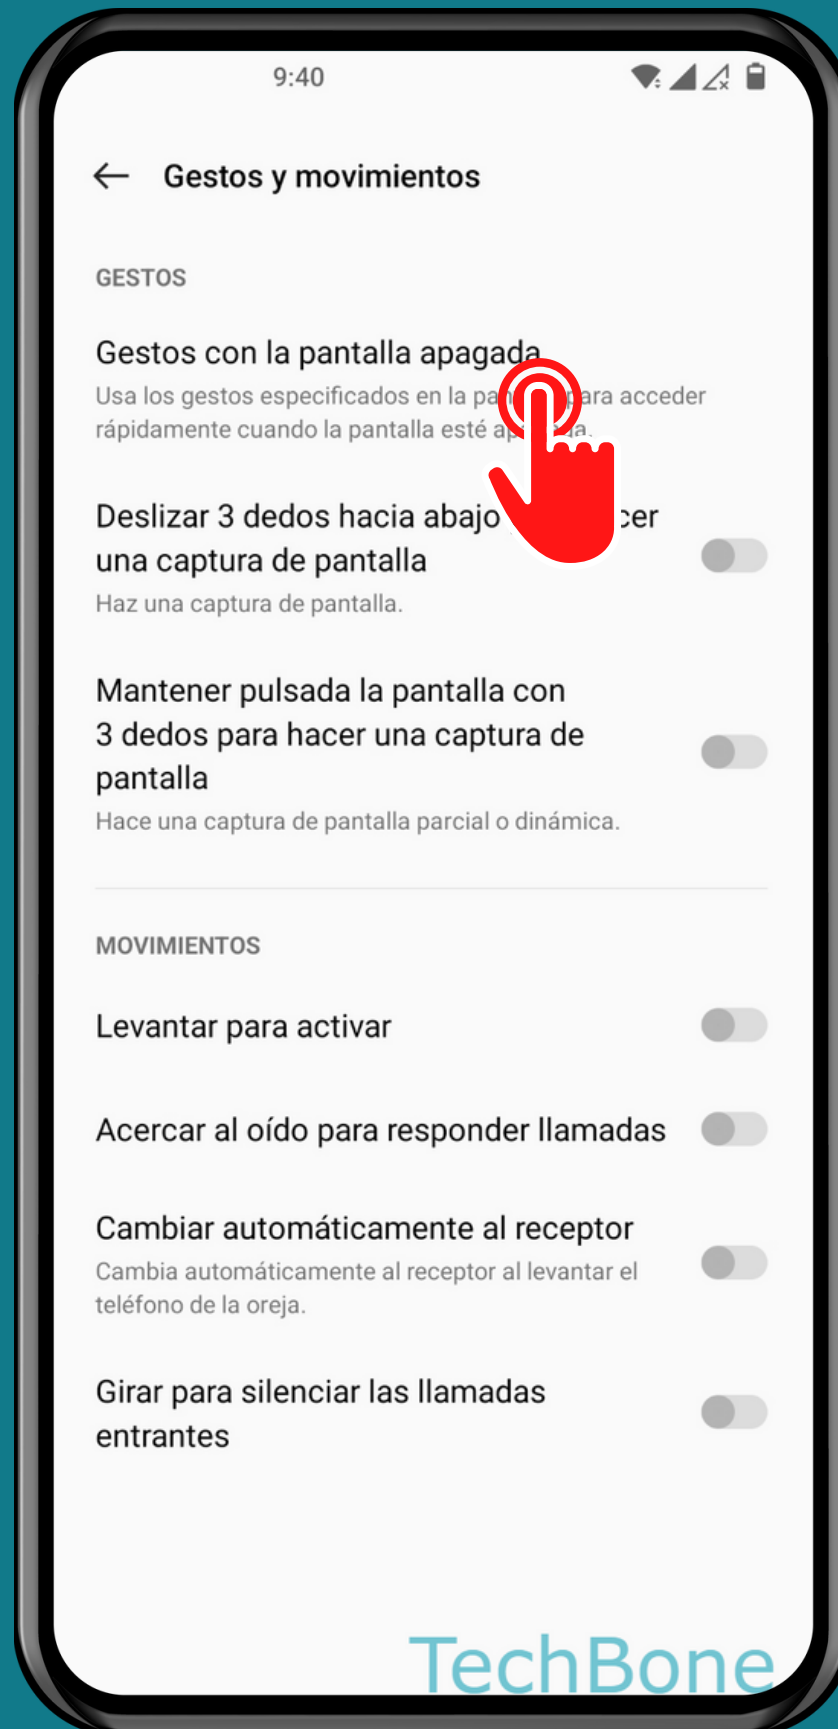 9:40
Gestos y movimientos
GESTOS
Gestos con la pantalla apagada
Usa los gestos especificados en la para acceder
rápidamente cuando la pantalla esté
Deslizar 3 dedos hacia abajo
una captura de pantalla
Haz una captura de pantalla.
Mantener pulsada la pantalla con
3 dedos para hacer una captura de
pantalla
Hace una captura de pantalla parcial o dinámica.
MOVIMIENTOS
Levantar para activar
Acercar al oído para responder llamadas
Cambiar automáticamente al receptor
Cambia automáticamente al receptor al levantar el
teléfono de la oreja.
Girar para silenciar las llamadas
entrantes
TechBone